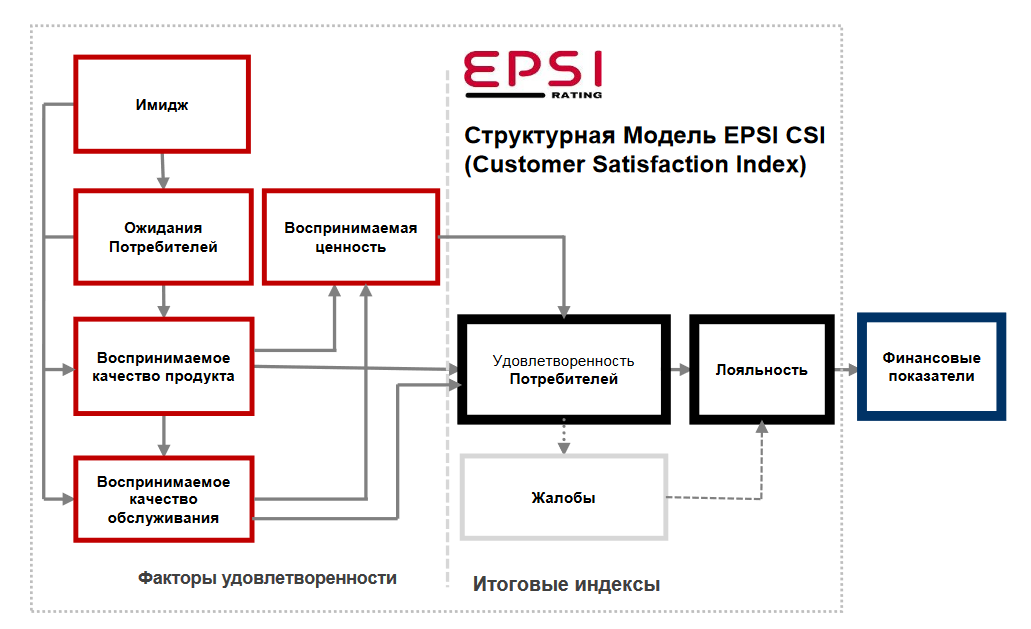 EPSI
RATING
Структурная Модель EPSI CSI
(Customer Satisfaction Index)
Имидж
Ожидания
Потребителей
Воспринимаемая
ценность
Воспринимаемое
качество продукта
Воспринимаемое
качество
обслуживания
Удовлетворенность
Потребителей
Лояльность
Финансовые
показатели
Жалобы
Факторы удовлетворенности
Итоговые индексы